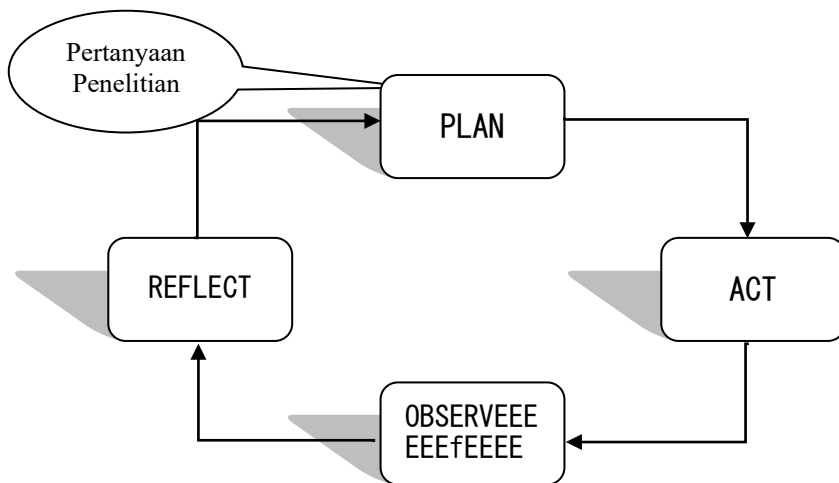 Pertanyaan
Penelitian
PLAN
REFLECT
ACT
OBSERVEEE
EEEfEEEE